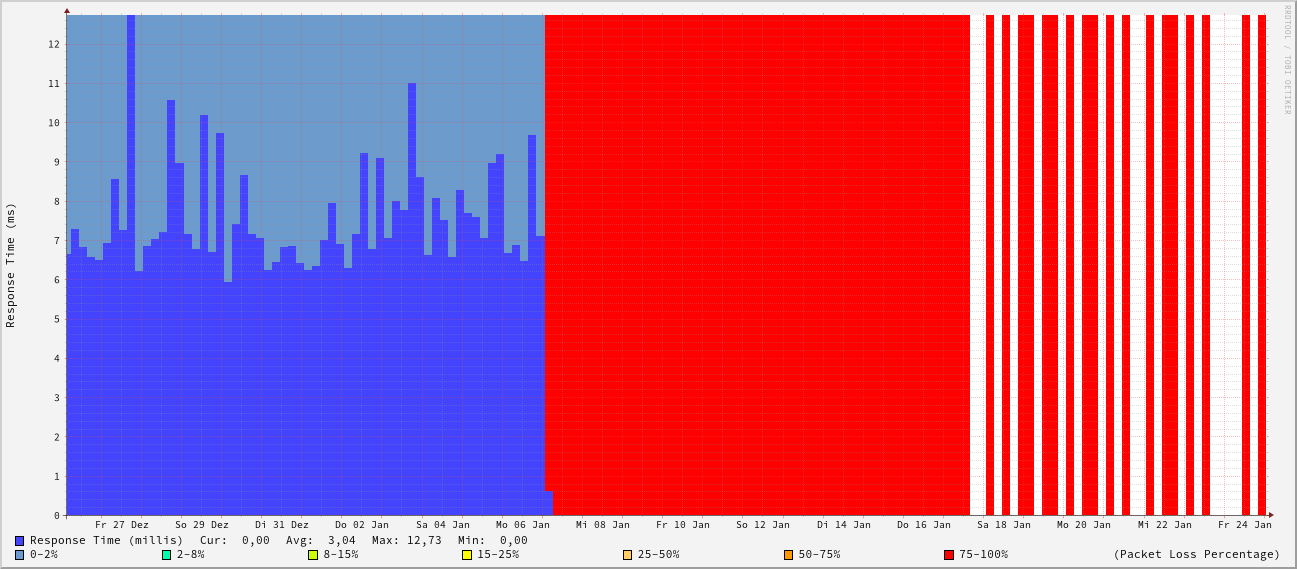 RRDTOOL / TOBI OETIKER
Response Time (ms)
12
11
10
9
8
7
6
5
4
3
2
1
0
Fr 27 Dez So 29 Dez Di 31 Dez Do 02 Jan Sa 04 Jan Mo 06 Jan Mi 08 Jan Fr 10 Jan So 12 Jan Di 14 Jan Do 16 Jan Sa 18 Jan Mo 20 Jan Mi 22 Jan Fr 24 Jan
Response Time (millis) Cur: 0,00 Avg: 3,04 Max: 12,73 Min: 0,00
0-2% 2-8% 8-15% 15-25% 25-50% 50-75% 75-100% (Packet Loss Percentage)